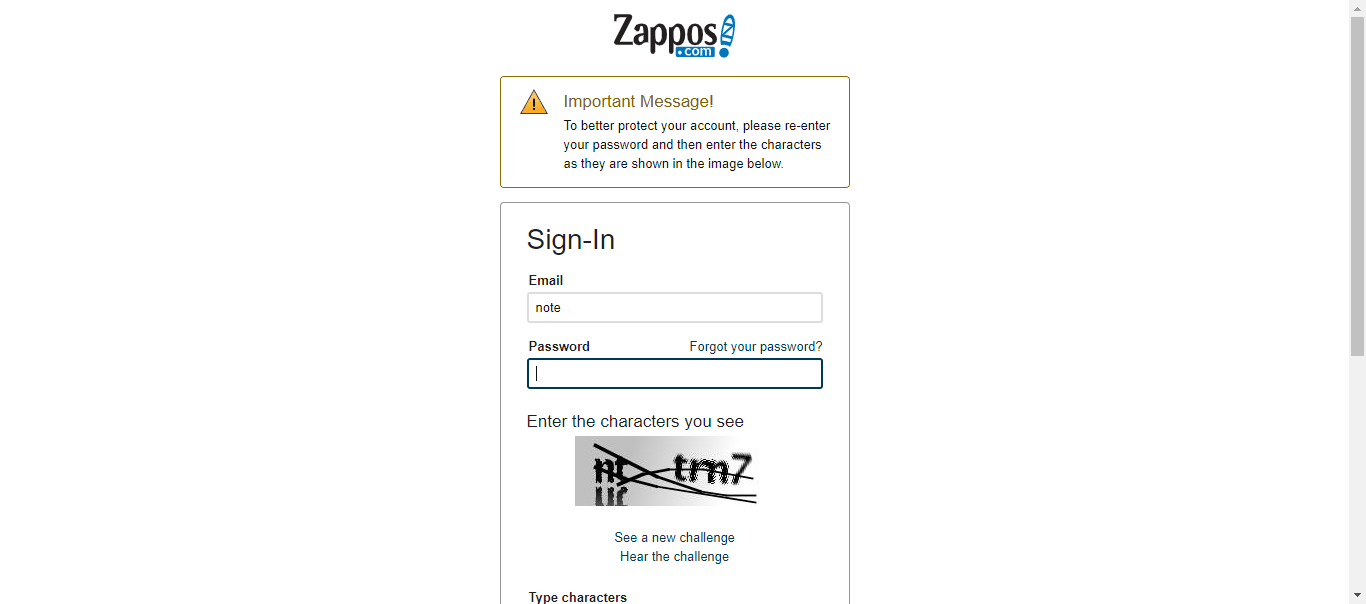 Zappos
.com
Important Message!
To better protect your account, please re-enter
your password and then enter the characters
as they are shown in the image below.
Sign-In
Email
note
Password Forgot your password?
Enter the characters you see
See a new challenge
Hear the challenge
Type characters